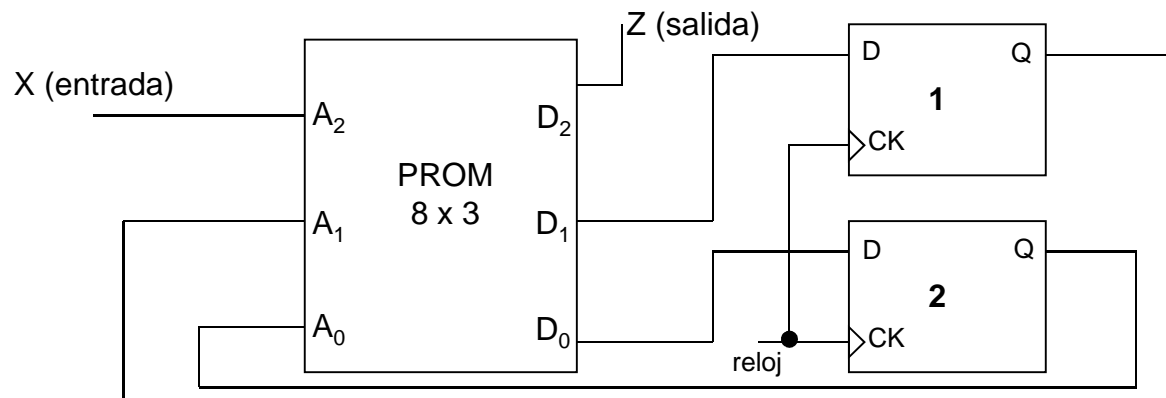 Z (salida)
X (entrada)
D
Q
1
CK
A₂
D₂
PROM
8 x 3
A₁
D₁
D
Q
2
CK
A₀
D₀
reloj